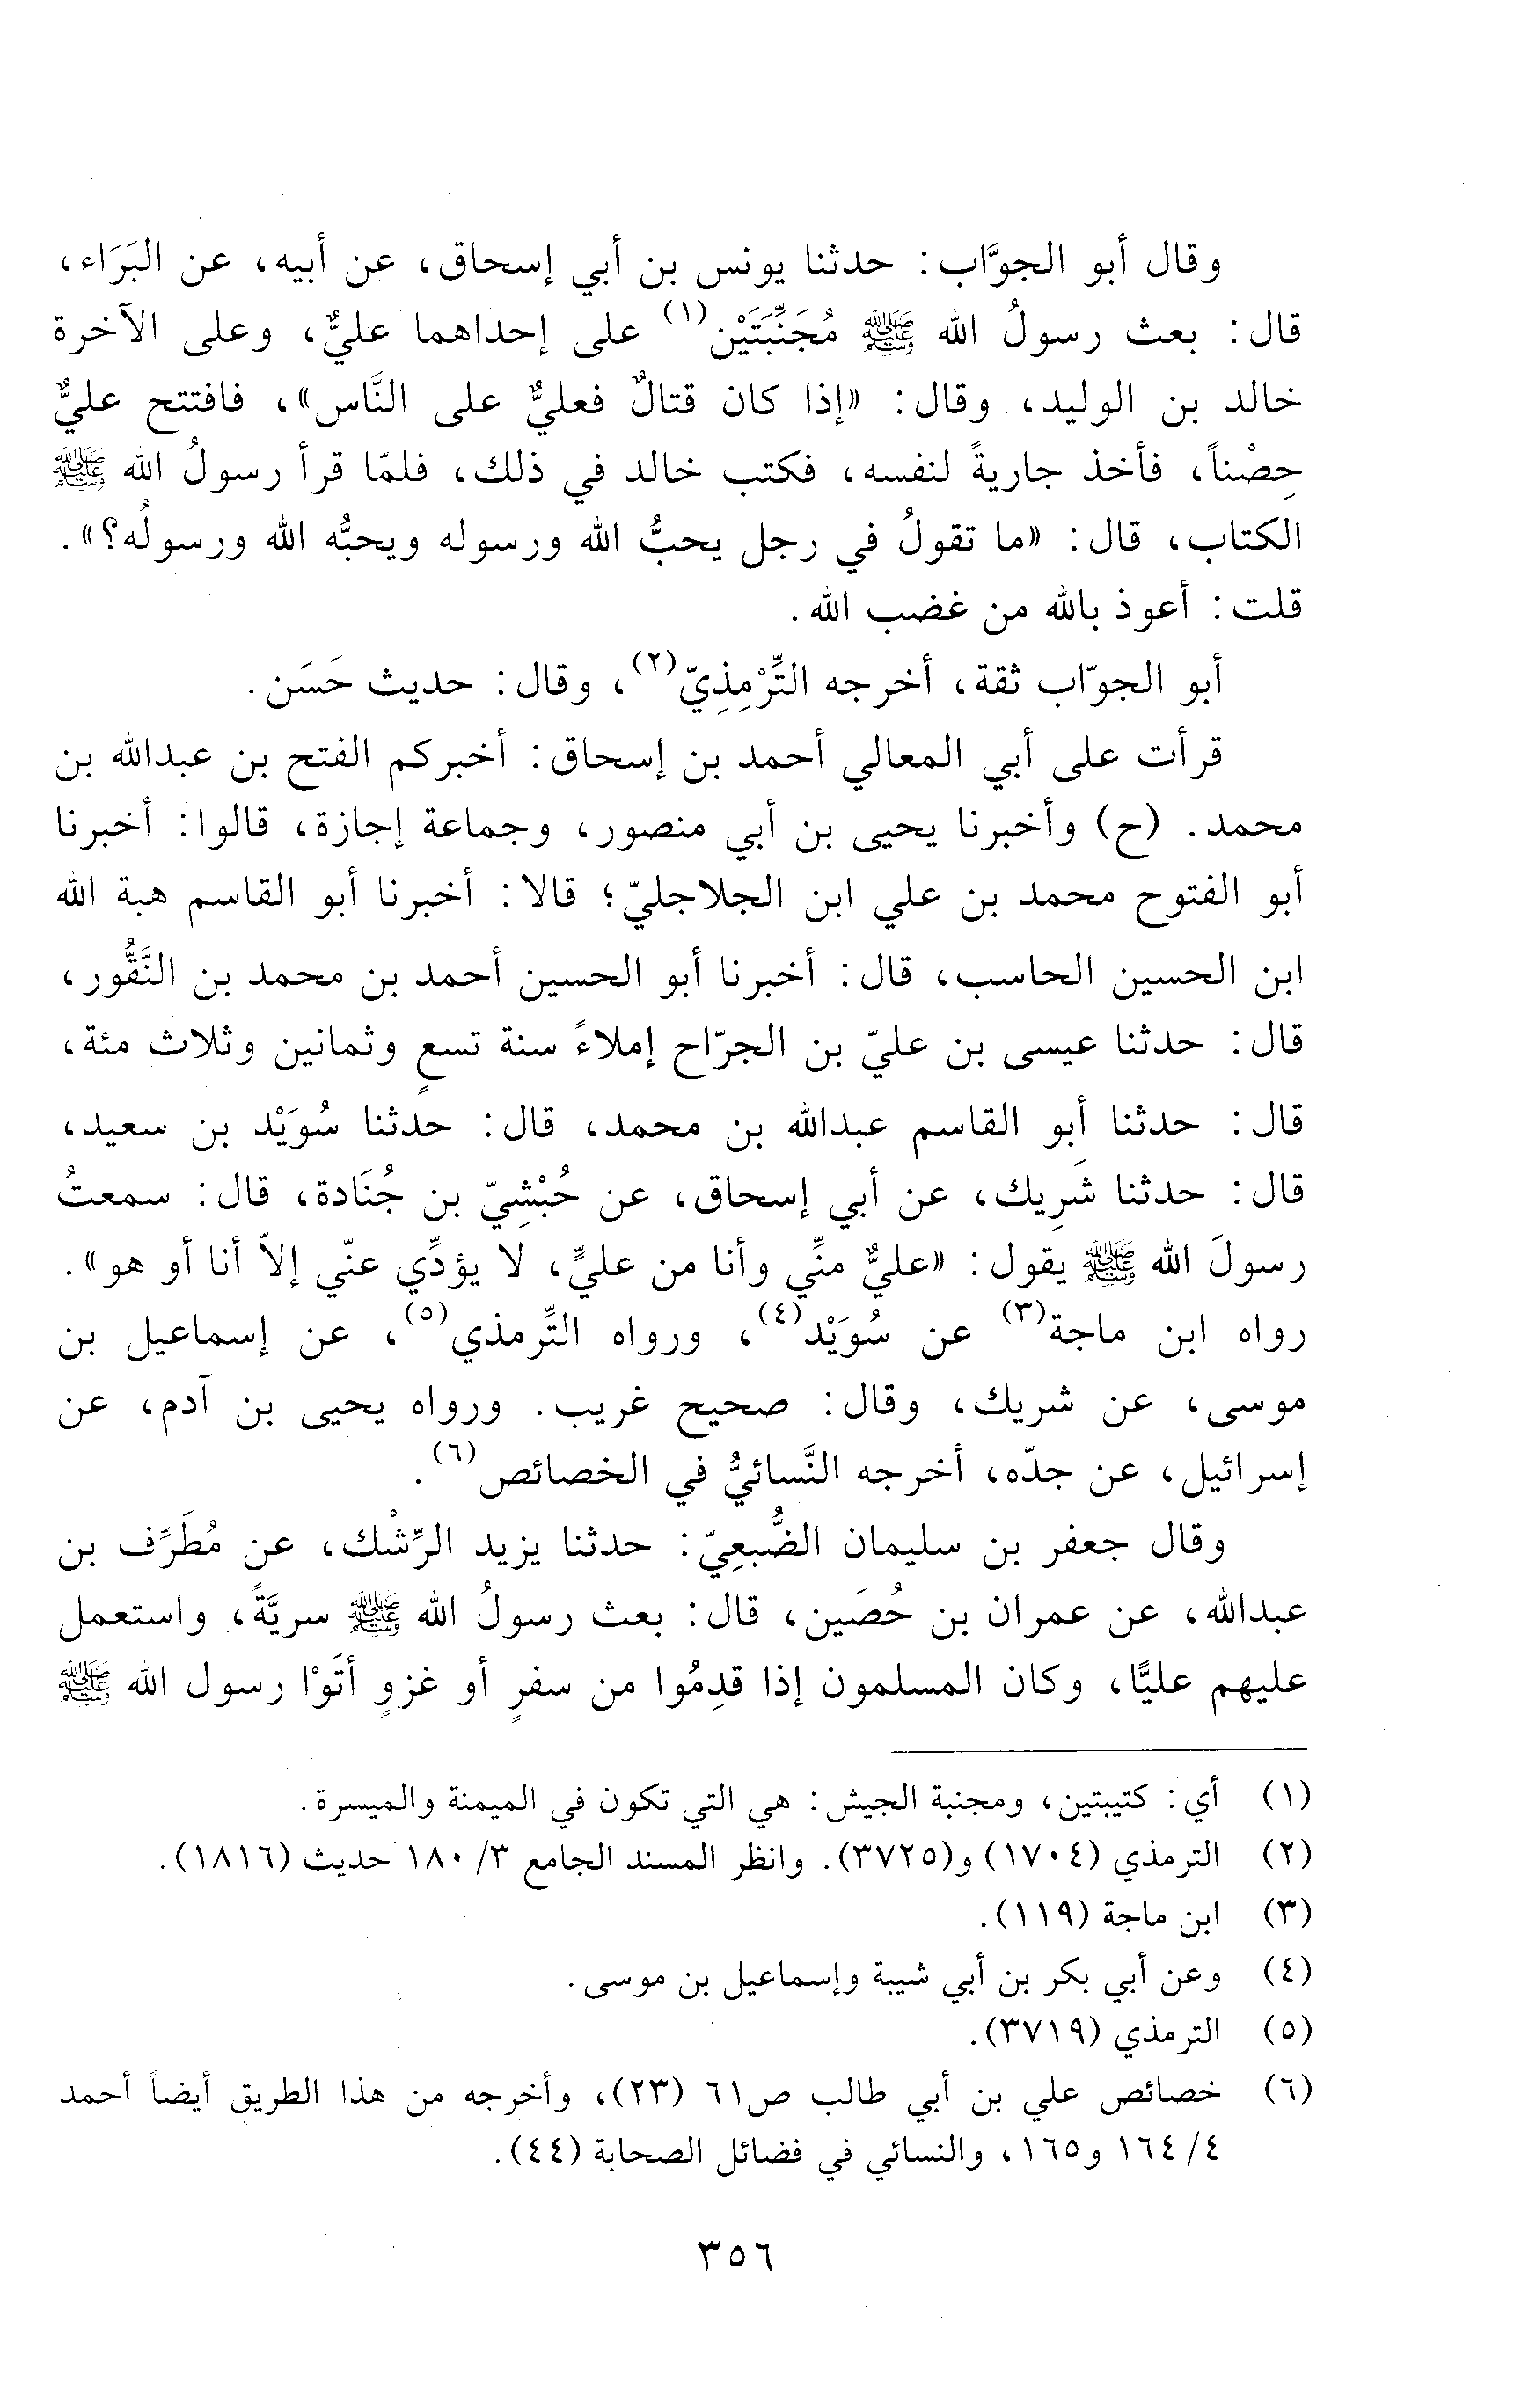 وقال أبو الجوَّاب: حدثنا يونس بن أبي إسحاق، عن أبيه، عن البَرَاء،
قال: بعث رسولُ الله ﷺ مُجَنِّبَتَيْن(١) على إحداهما عليٌّ، وعلى الآخرة
خالد بن الوليد، وقال: «إذا كان قتالٌ فعليٌّ على النَّاس»، فافتتح عليٌّ
حِصْناً، فأخذ جاريةً لنفسه، فكتب خالد في ذلك، فلمّا قرأ رسولُ الله ﷺ
الكتاب، قال: «ما تقولُ في رجل يحبُّ الله ورسوله ويحبُّه الله ورسولُه؟».
قلت: أعوذ بالله من غضب الله.
أبو الجوّاب ثقة، أخرجه التِّرْمِذِيّ(٢)، وقال: حديث حَسَن.
قرأت على أبي المعالي أحمد بن إسحاق: أخبركم الفتح بن عبدالله بن
محمد. (ح) وأخبرنا يحيى بن أبي منصور، وجماعة إجازة، قالوا: أخبرنا
أبو الفتوح محمد بن علي ابن الجلاجليّ؛ قالا: أخبرنا أبو القاسم هبة الله
ابن الحسين الحاسب، قال: أخبرنا أبو الحسين أحمد بن محمد بن النَّقُّور،
قال: حدثنا عيسى بن عليّ بن الجرّاح إملاءً سنة تسعٍ وثمانين وثلاث مئة،
قال: حدثنا أبو القاسم عبدالله بن محمد، قال: حدثنا سُوَيْد بن سعيد،
قال: حدثنا شَرِيك، عن أبي إسحاق، عن حُبْشِيّ بن جُنَادة، قال: سمعتُ
رسولَ الله ﷺ يقول: «عليٌّ منِّي وأنا من عليٍّ، لا يؤدِّي عنّي إلاّ أنا أو هو».
رواه ابن ماجة(٣) عن سُوَيْد(٤)، ورواه التِّرمذي(٥)، عن إسماعيل بن
موسى، عن شريك، وقال: صحيح غريب. ورواه يحيى بن آدم، عن
إسرائيل، عن جدّه، أخرجه النَّسائيُّ في الخصائص(٦).
وقال جعفر بن سليمان الضُّبعِيّ: حدثنا يزيد الرِّشْك، عن مُطَرِّف بن
عبدالله، عن عمران بن حُصَين، قال: بعث رسولُ الله ﷺ سريَّةً، واستعمل
عليهم عليًّا، وكان المسلمون إذا قدِمُوا من سفرٍ أو غزوٍ أتَوْا رسول الله ﷺ
(١) أي: كتيبتين، ومجنبة الجيش: هي التي تكون في الميمنة والميسرة.
(٢) الترمذي (١٧٠٤) و(٣٧٢٥). وانظر المسند الجامع ٣/ ١٨٠ حديث (١٨١٦).
(٣) ابن ماجة (١١٩).
(٤) وعن أبي بكر بن أبي شيبة وإسماعيل بن موسى.
(٥) الترمذي (٣٧١٩).
(٦) خصائص علي بن أبي طالب ص٦١ (٢٣)، وأخرجه من هذا الطريق أيضاً أحمد
٤/ ١٦٤ و١٦٥، والنسائي في فضائل الصحابة (٤٤).
٣٥٦